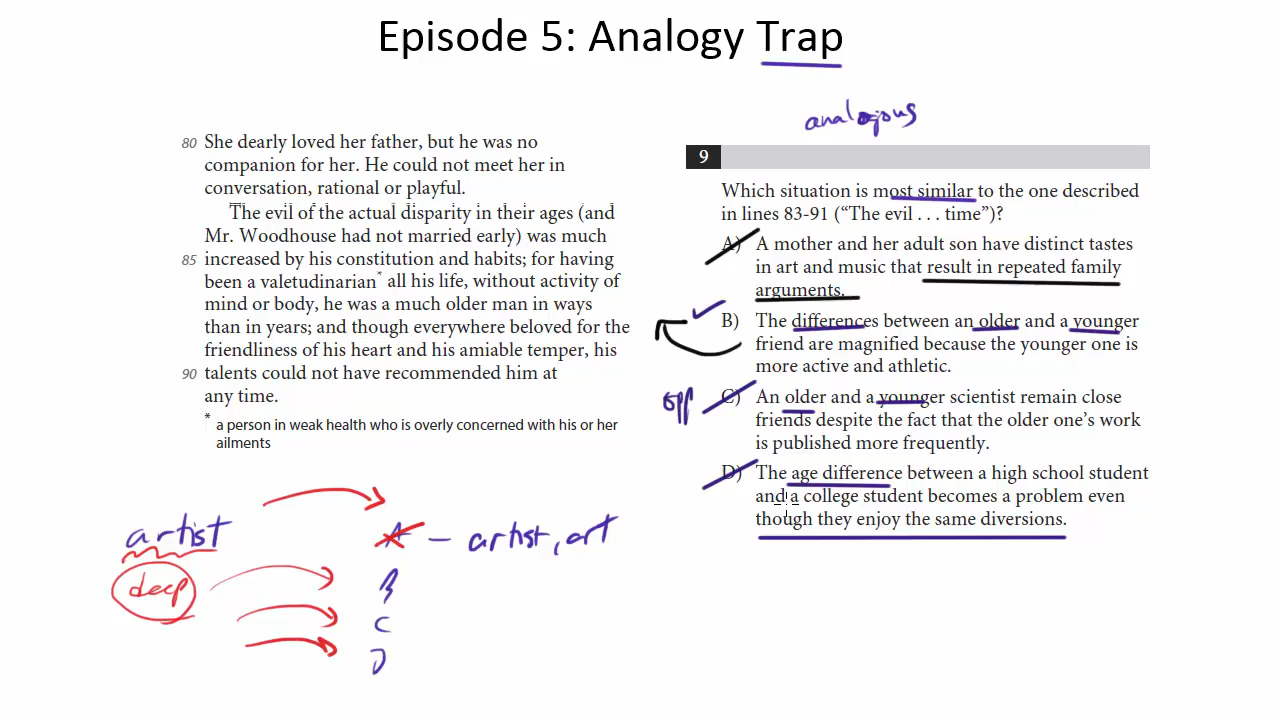 Episode 5: Analogy Trap
80 She dearly loved her father, but he was no
companion for her. He could not meet her in
conversation, rational or playful.
The evil of the actual disparity in their ages (and
Mr. Woodhouse had not married early) was much
85 increased by his constitution and habits; for having
been a valetudinarian* all his life, without activity of
mind or body, he was a much older man in ways
than in years; and though everywhere beloved for the
friendliness of his heart and his amiable temper, his
90 talents could not have recommended him at
any time.
* a person in weak health who is overly concerned with his or her
ailments
artist
deep
A - artist, art
B
C
D
analogous
9
Which situation is most similar to the one described
in lines 83-91 (“The evil . . . time”)?
A) A mother and her adult son have distinct tastes
in art and music that result in repeated family
arguments.
B) The differences between an older and a younger
friend are magnified because the younger one is
more active and athletic.
opp C) An older and a younger scientist remain close
friends despite the fact that the older one’s work
is published more frequently.
D) The age difference between a high school student
and a college student becomes a problem even
though they enjoy the same diversions.